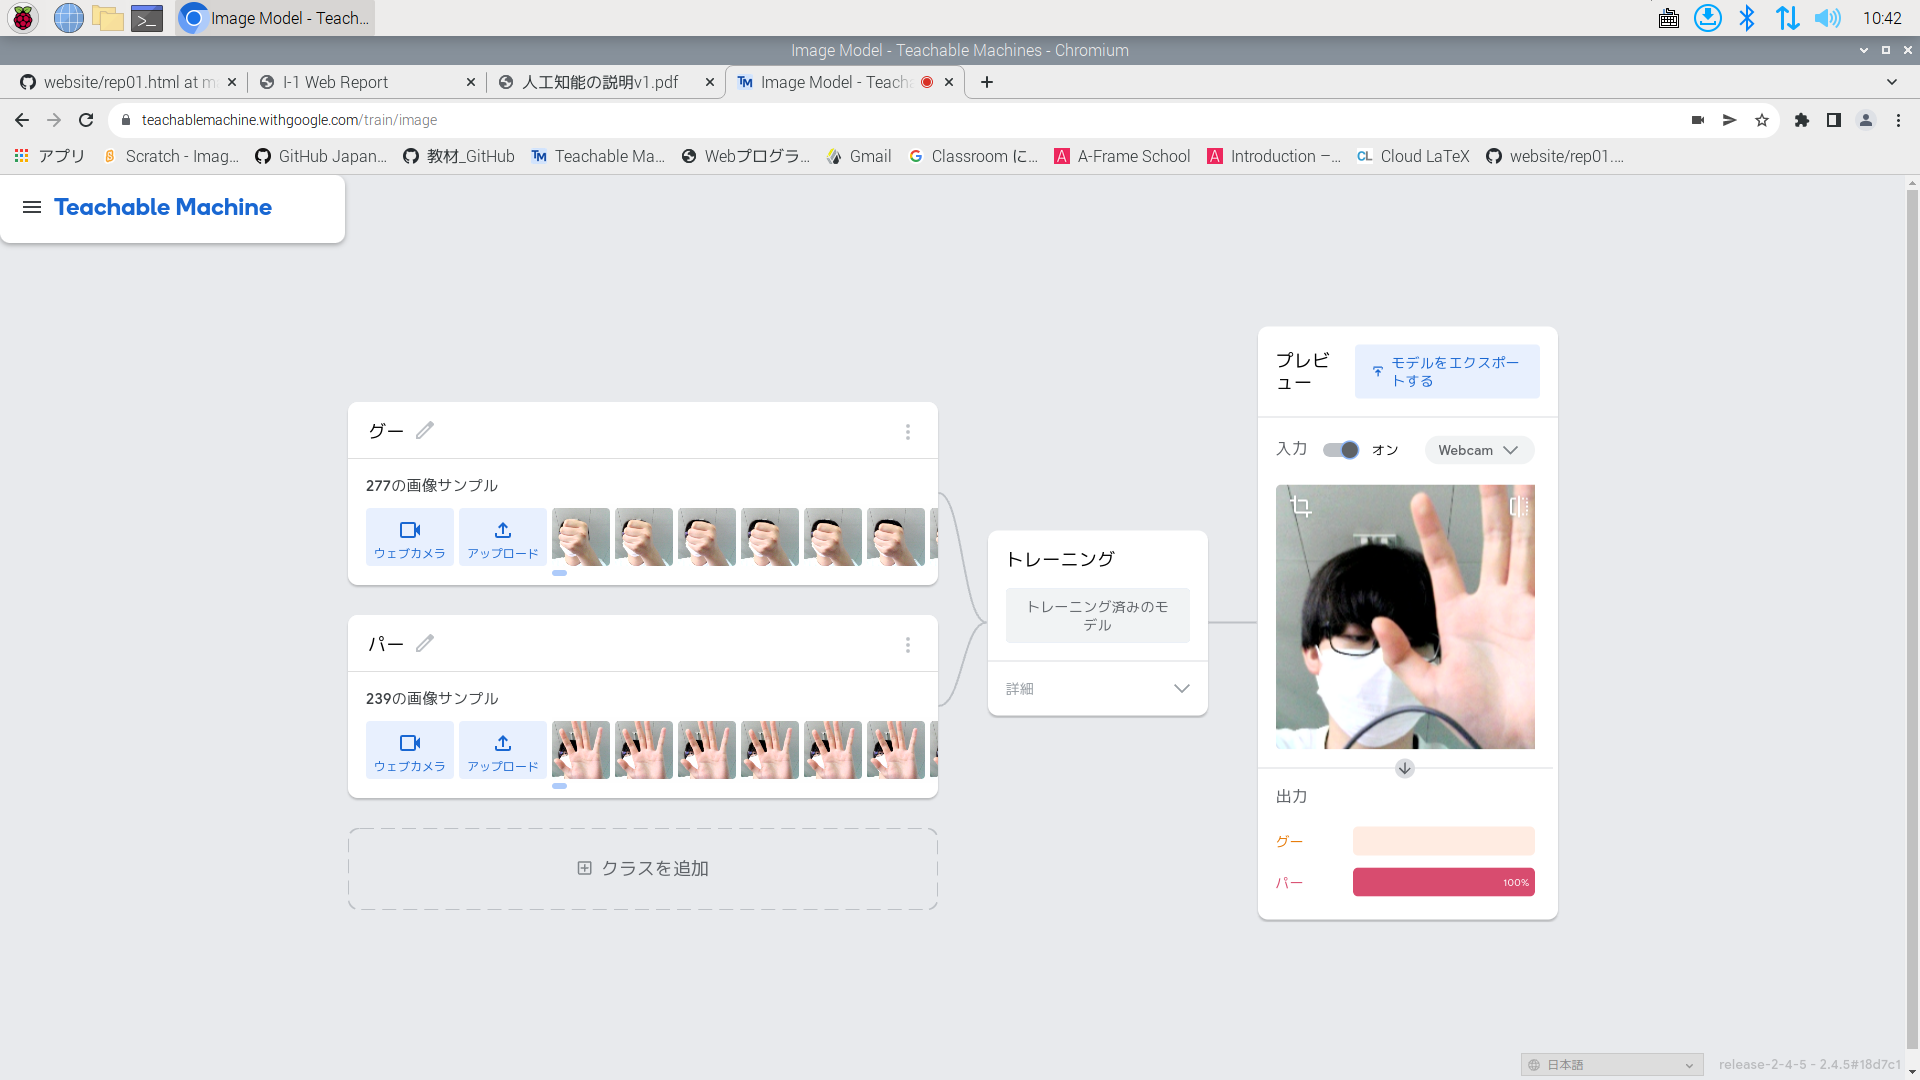 Image Model - Teach...
10:42
Image Model - Teachable Machines - Chromium
website/rep01.html at m
I-1 Web Report
人工知能の説明v1.pdf
Image Model - Teacha
teachablemachine.withgoogle.com/train/image
アプリ
Scratch - Imag...
GitHub Japan...
教材_GitHub
TM Teachable Ma...
Webプログラ...
Gmail
Classroom に...
A-Frame School
Introduction –...
CL Cloud LaTeX
website/rep01....
Teachable Machine
プレビ
ュー
モデルをエクスポー
トする
グー
入力
オン
Webcam
277の画像サンプル
ウェブカメラ
アップロード
トレーニング
トレーニング済みのモ
デル
詳細
パー
239の画像サンプル
ウェブカメラ
アップロード
出力
グー
パー
100%
クラスを追加
日本語
release-2-4-5 - 2.4.5#18d7c1